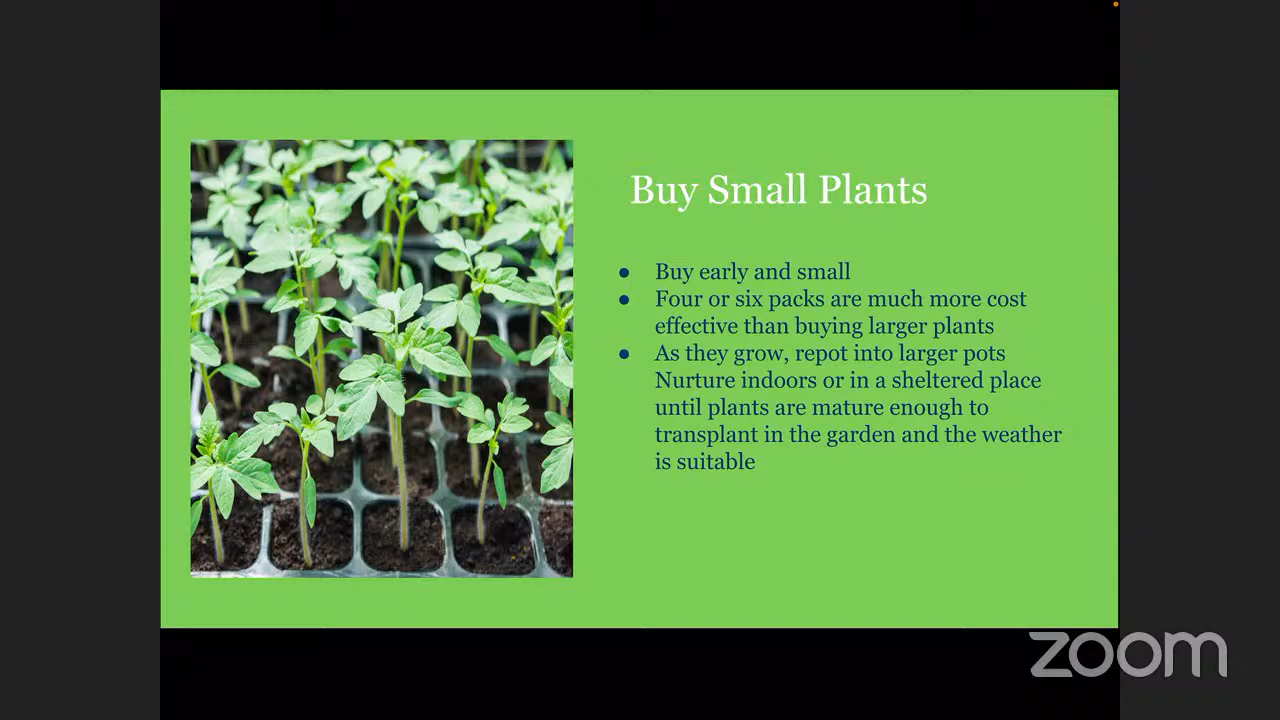 Buy Small Plants
● Buy early and small
● Four or six packs are much more cost
effective than buying larger plants
● As they grow, repot into larger pots
Nurture indoors or in a sheltered place
until plants are mature enough to
transplant in the garden and the weather
is suitable
zoom